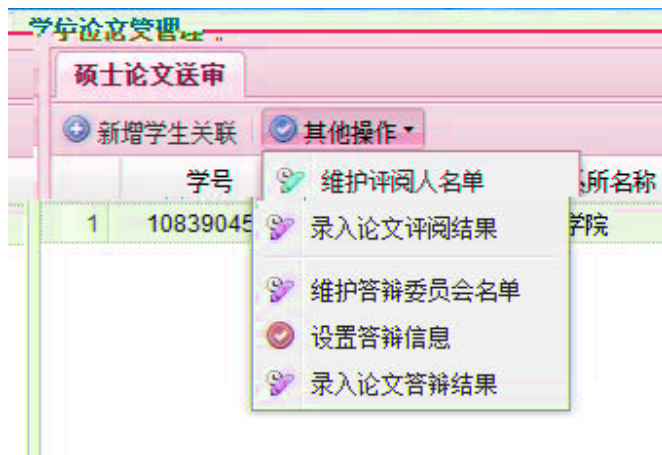 学位论文管理
硕士论文送审
新增学生关联 其他操作
学号 所名称
维护评阅人名单
1 10839045 学院
录入论文评阅结果
维护答辩委员会名单
设置答辩信息
录入论文答辩结果